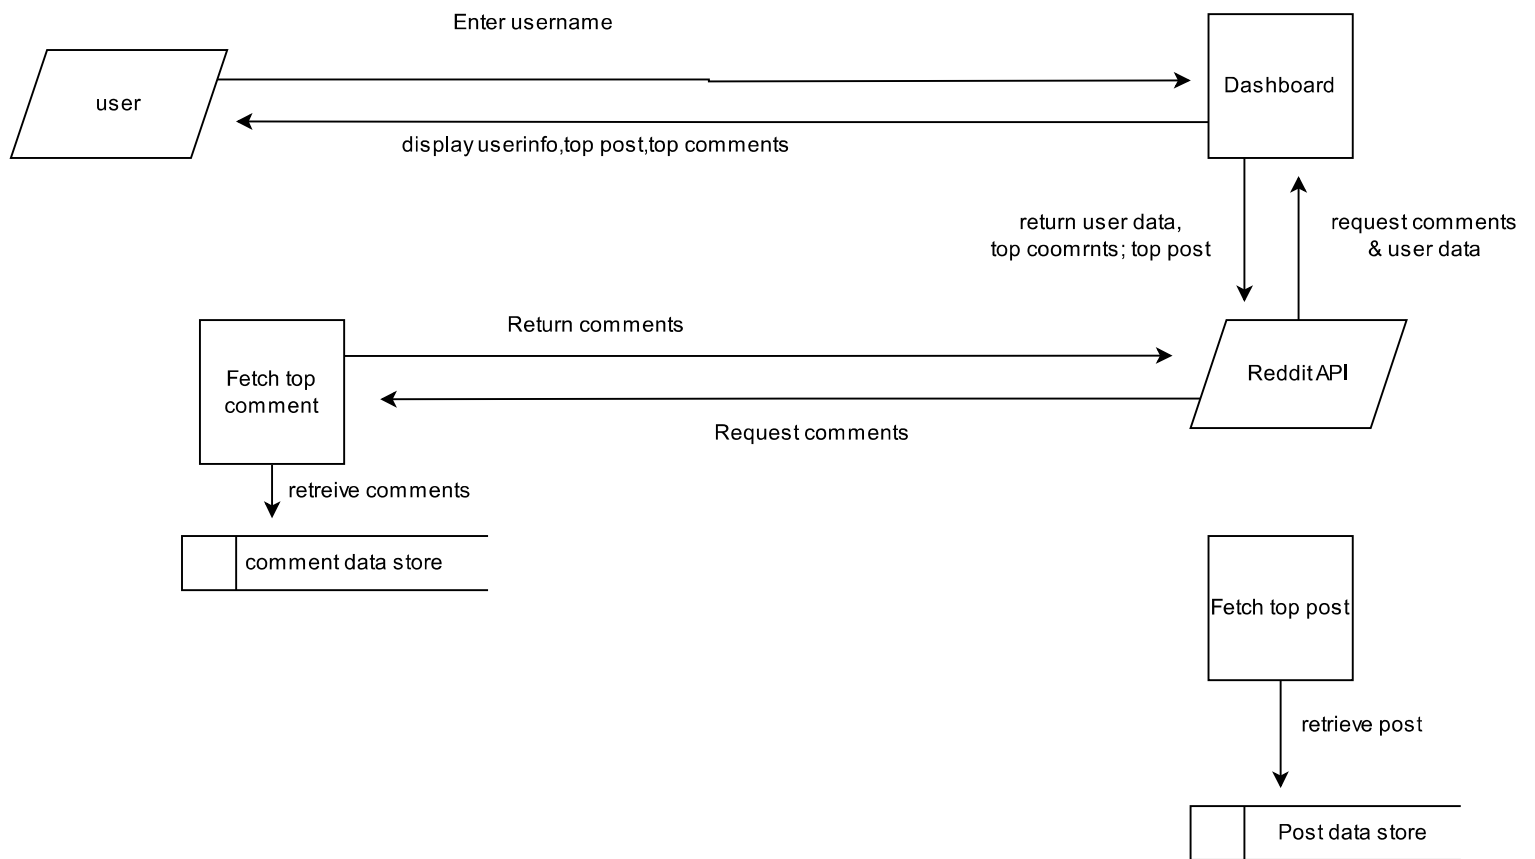 Enter username
user
Dashboard
display userinfo,top post,top comments
return user data,
top coomrnts; top post
request comments
& user data
Return comments
Fetch top
comment
Reddit API
Request comments
retreive comments
comment data store
Fetch top post
retrieve post
Post data store